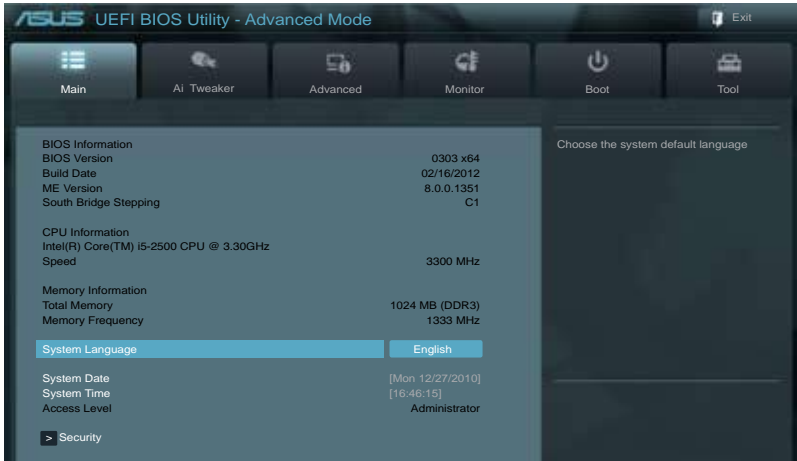 ASUS UEFI BIOS Utility - Advanced Mode
Exit
Main
Ai Tweaker
Advanced
Monitor
Boot
Tool
Choose the system default language
BIOS Information
BIOS Version 0303 x64
Build Date 02/16/2012
ME Version 8.0.0.1351
South Bridge Stepping C1
CPU Information
Intel(R) Core(TM) i5-2500 CPU @ 3.30GHz
Speed 3300 MHz
Memory Information
Total Memory 1024 MB (DDR3)
Memory Frequency 1333 MHz
System Language English
System Date [Mon 12/27/2010]
System Time [16:46:15]
Access Level Administrator
> Security